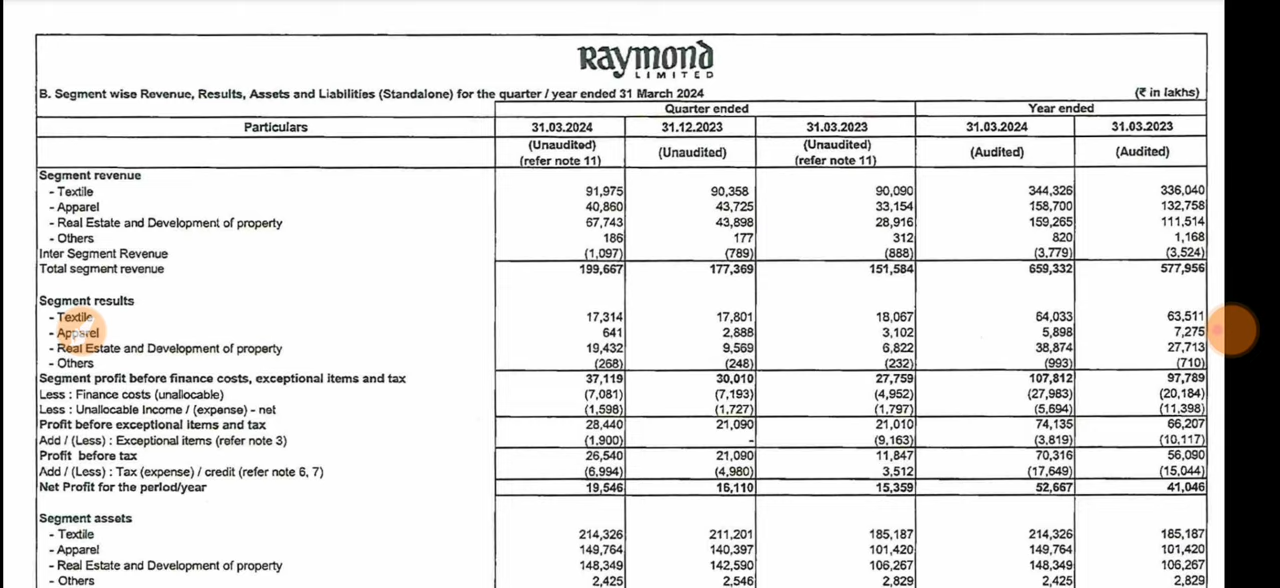 Raymond
LIMITED
B. Segment wise Revenue, Results, Assets and Liabilities (Standalone) for the quarter / year ended 31 March 2024 (₹ in lakhs)
Quarter ended Year ended
Particulars 31.03.2024 31.12.2023 31.03.2023 31.03.2024 31.03.2023
(Unaudited) (refer note 11) (Unaudited) (Unaudited) (refer note 11) (Audited) (Audited)
Segment revenue
- Textile 91,975 90,358 90,090 344,326 336,040
- Apparel 40,860 43,725 33,154 158,700 132,758
- Real Estate and Development of property 67,743 43,898 28,916 159,265 111,514
- Others 186 177 312 820 1,168
Inter Segment Revenue (1,097) (789) (888) (3,779) (3,524)
Total segment revenue 199,667 177,369 151,584 659,332 577,956
Segment results
- Textile 17,314 17,801 18,067 64,033 63,511
- Apparel 641 2,888 3,102 5,898 7,275
- Real Estate and Development of property 19,432 9,569 6,822 38,874 27,713
- Others (268) (248) (232) (993) (710)
Segment profit before finance costs, exceptional items and tax 37,119 30,010 27,759 107,812 97,789
Less : Finance costs (unallocable) (7,081) (7,193) (4,952) (27,983) (20,184)
Less : Unallocable Income / (expense) - net (1,598) (1,727) (1,797) (5,694) (11,398)
Profit before exceptional items and tax 28,440 21,090 21,010 74,135 66,207
Add / (Less) : Exceptional items (refer note 3) (1,900) - (9,163) (3,819) (10,117)
Profit before tax 26,540 21,090 11,847 70,316 56,090
Add / (Less) : Tax (expense) / credit (refer note 6, 7) (6,994) (4,980) 3,512 (17,649) (15,044)
Net Profit for the period/year 19,546 16,110 15,359 52,667 41,046
Segment assets
- Textile 214,326 211,201 185,187 214,326 185,187
- Apparel 149,764 140,397 101,420 149,764 101,420
- Real Estate and Development of property 148,349 142,590 106,267 148,349 106,267
- Others 2,425 2,546 2,829 2,425 2,829